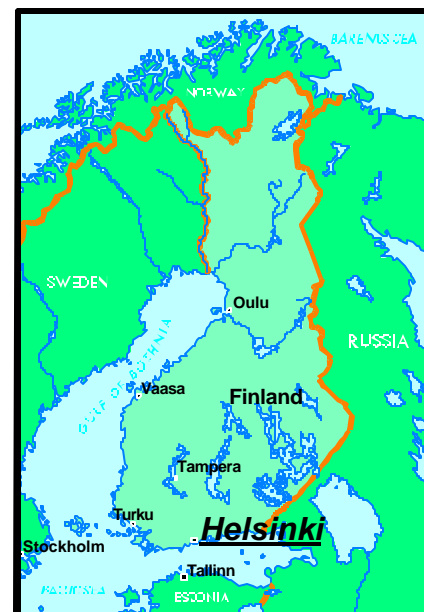 BARENTS SEA
NORWAY
SWEDEN
Oulu
RUSSIA
GULF OF BOTHNIA
Vaasa
Finland
Tampera
Turku
Helsinki
Stockholm
Tallinn
ESTONIA